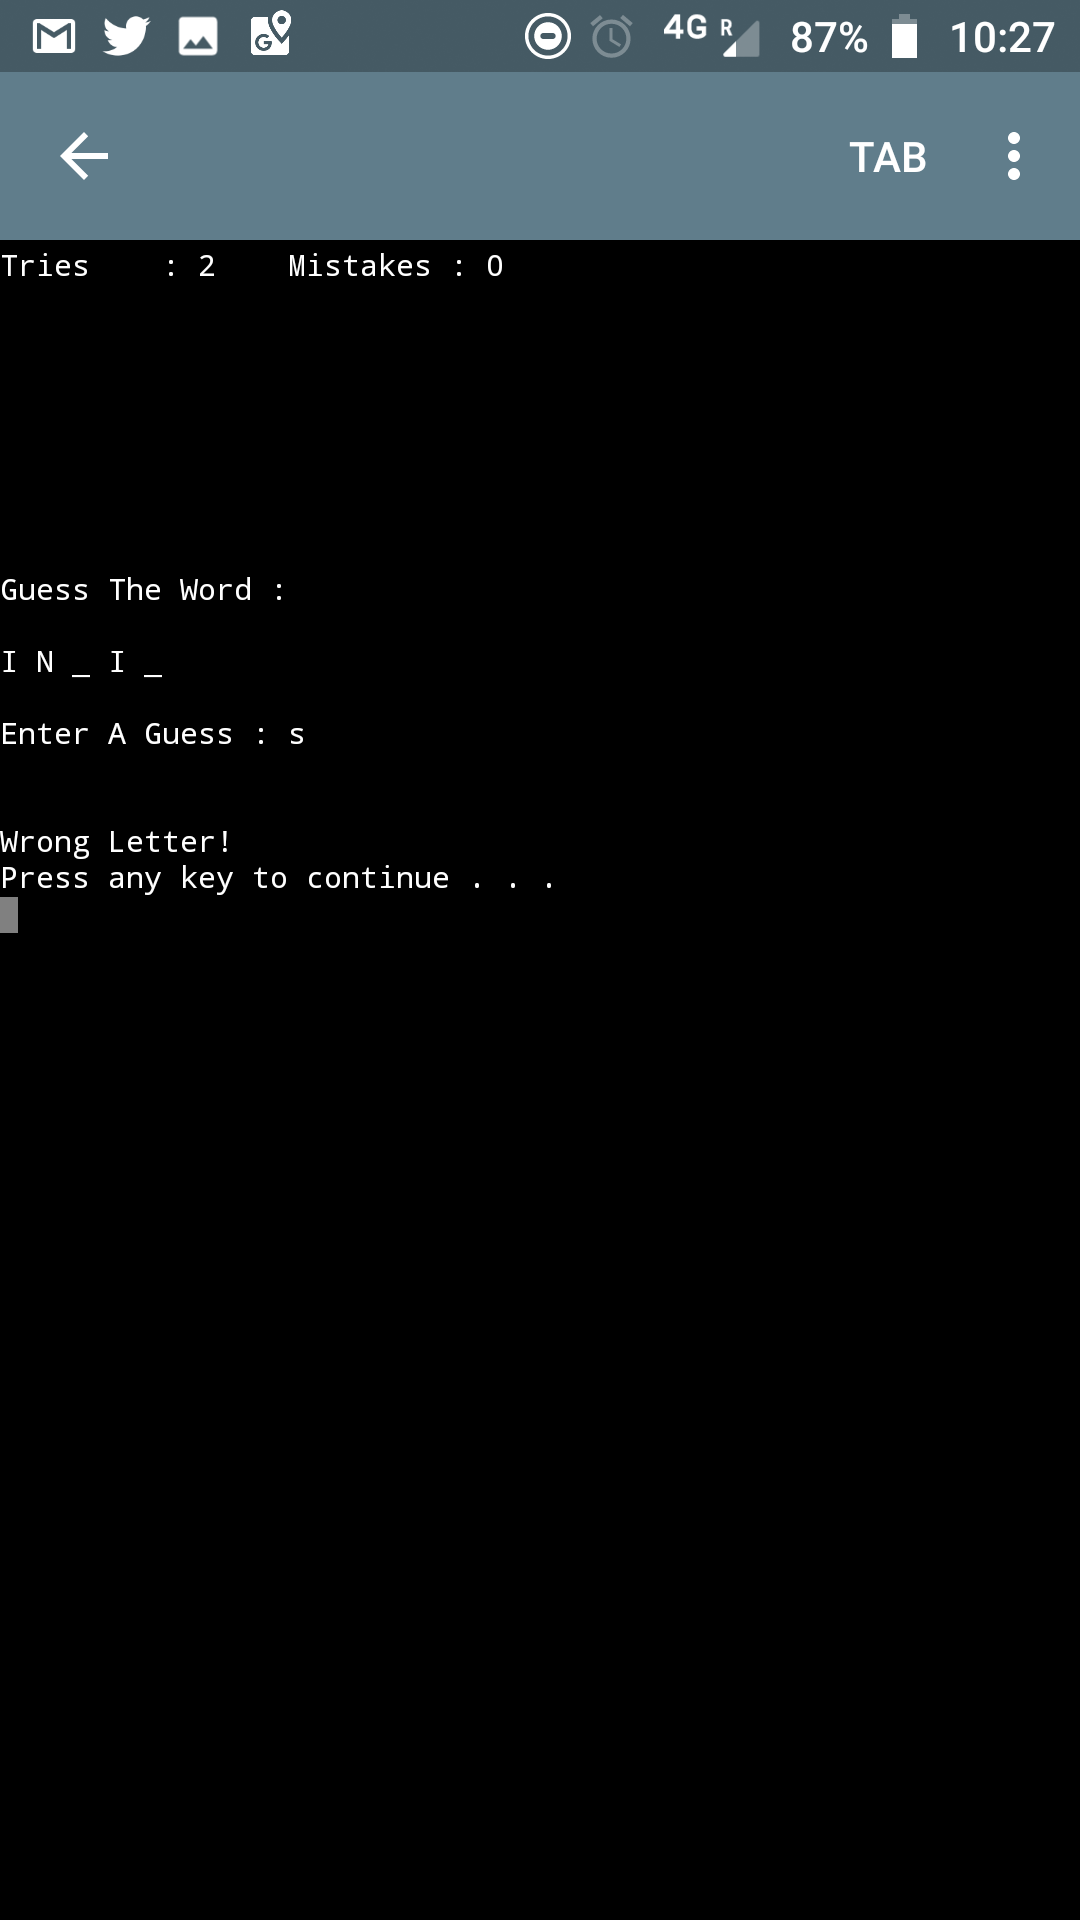 4G R 87% 10:27
TAB
Tries : 2 Mistakes : 0
Guess The Word :
I N _ I _
Enter A Guess : s
Wrong Letter!
Press any key to continue . . .